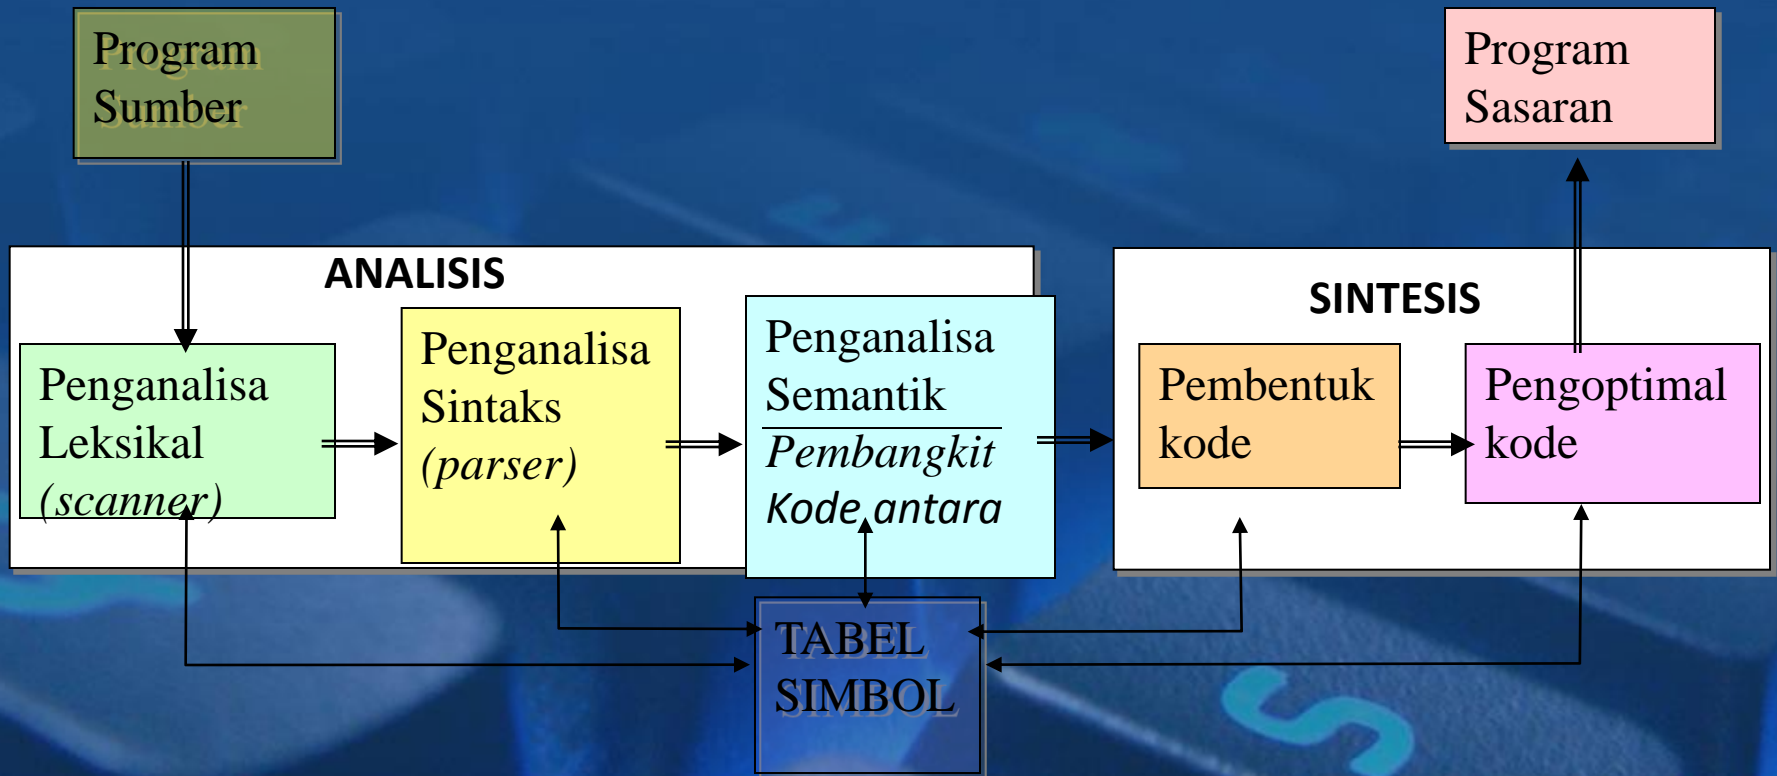 Program
Sumber
Program
Sasaran
ANALISIS
SINTESIS
Penganalisa
Leksikal
(scanner)
Penganalisa
Sintaks
(parser)
Penganalisa
Semantik
Pembangkit
Kode antara
Pembentuk
kode
Pengoptimal
kode
TABEL
SIMBOL